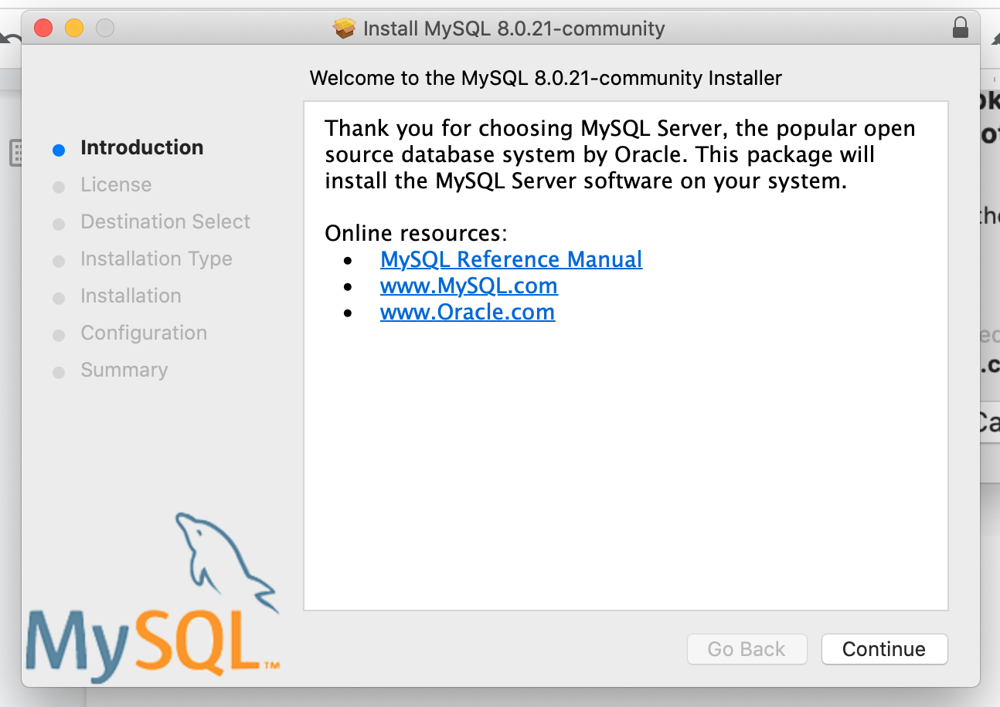 Install MySQL 8.0.21-community
Welcome to the MySQL 8.0.21-community Installer
Introduction
License
Destination Select
Installation Type
Installation
Configuration
Summary
Thank you for choosing MySQL Server, the popular open
source database system by Oracle. This package will
install the MySQL Server software on your system.
Online resources:
• MySQL Reference Manual
• www.MySQL.com
• www.Oracle.com
MySQL™
Go Back
Continue